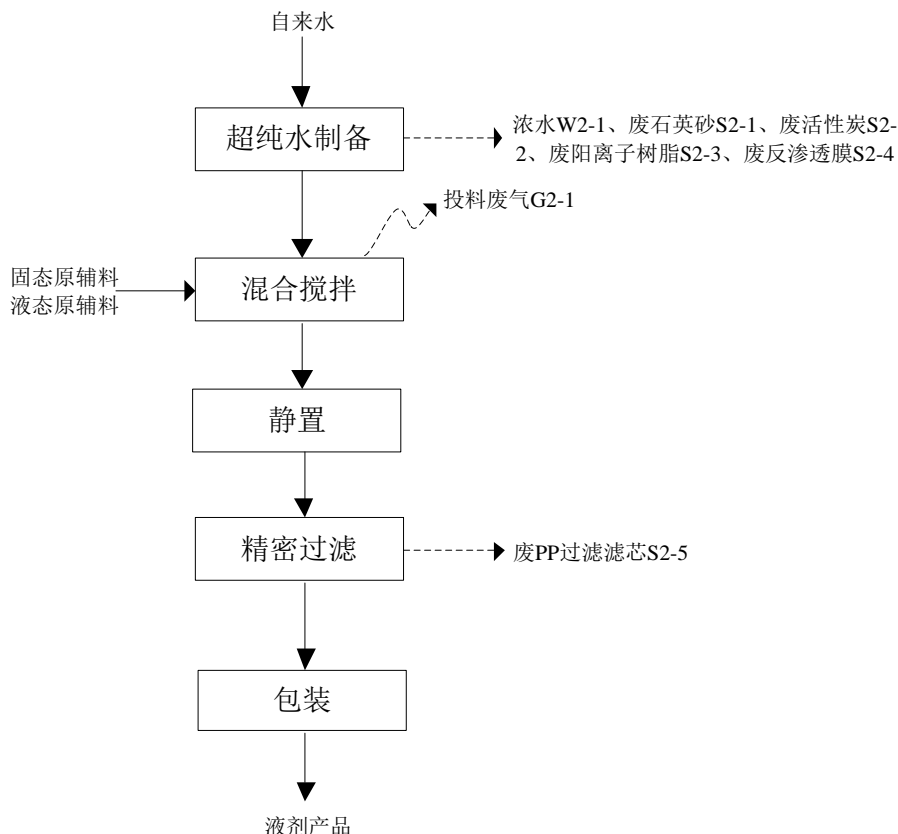 自来水
超纯水制备
浓水W2-1、废石英砂S2-1、废活性炭S2-
2、废阳离子树脂S2-3、废反渗透膜S2-4
投料废气G2-1
固态原辅料
液态原辅料
混合搅拌
静置
精密过滤
废PP过滤滤芯S2-5
包装
液剂产品